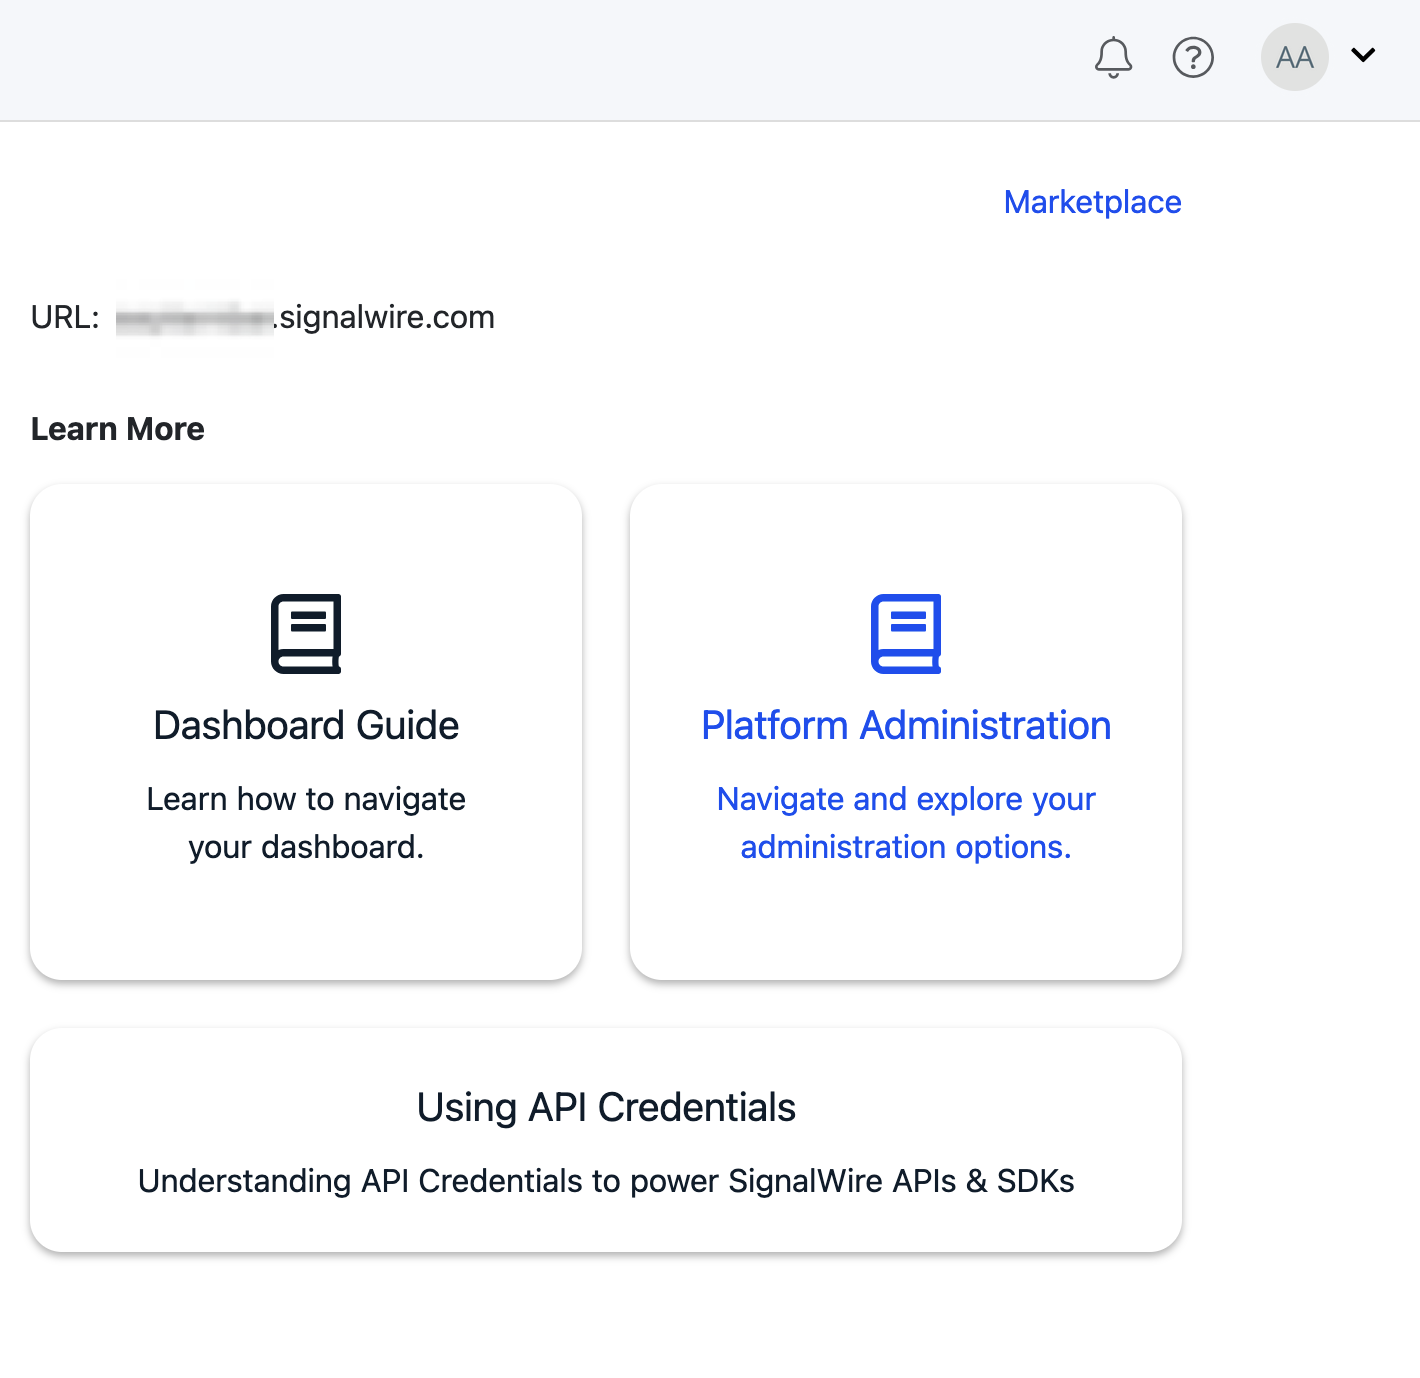 AA
Marketplace
URL: .signalwire.com
Learn More
Dashboard Guide
Learn how to navigate
your dashboard.
Platform Administration
Navigate and explore your
administration options.
Using API Credentials
Understanding API Credentials to power SignalWire APIs & SDKs